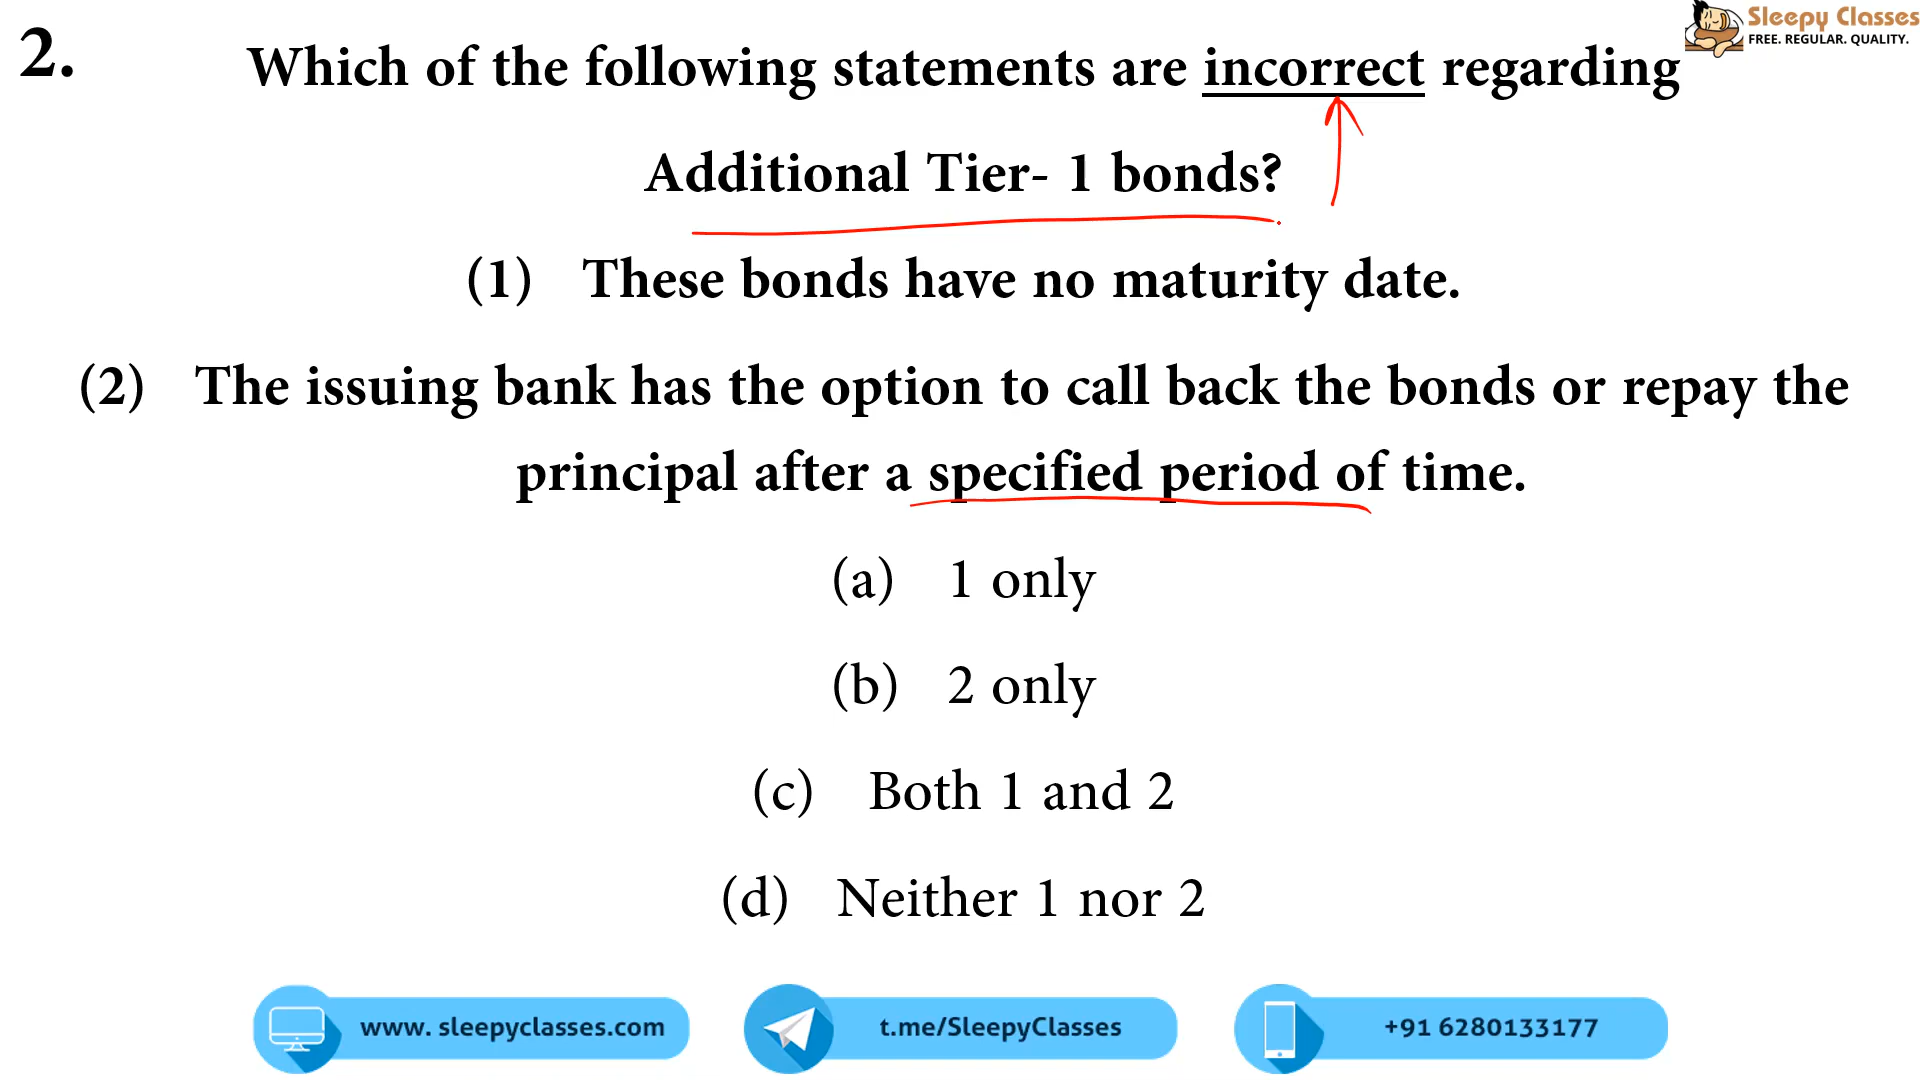 Sleepy Classes
FREE. REGULAR. QUALITY.
2.
Which of the following statements are incorrect regarding
Additional Tier- 1 bonds?
(1) These bonds have no maturity date.
(2) The issuing bank has the option to call back the bonds or repay the
principal after a specified period of time.
(a) 1 only
(b) 2 only
(c) Both 1 and 2
(d) Neither 1 nor 2
www. sleepyclasses.com
t.me/SleepyClasses
+91 6280133177